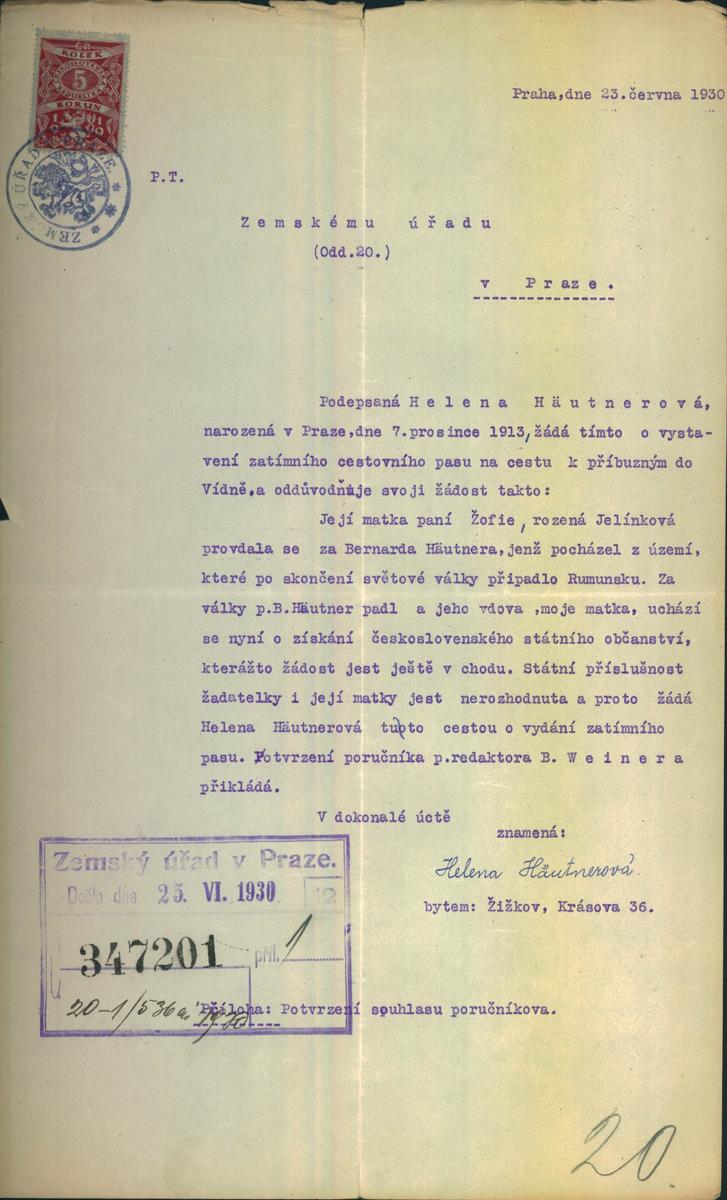 KOLEK
5
KORUN
ZEMSKÝ ÚŘAD
Praha,dne 23.června 1930
P.T.
Zemskému úřadu
(Odd.20.)
v Praze.
Podepsaná Helena Häutnerová,
narozená v Praze,dne 7.prosince 1913,žádá tímto o vysta-
vení zatímního cestovního pasu na cestu k příbuzným do
Vídně,a oddůvodňuje svoji žádost takto:
Její matka paní Žofie, rozená Jelínková
provdala se za Bernarda Häutnera,jenž pocházel z území,
které po skončení světové války připadlo Rumunsku. Za
války p.B.Häutner padl a jeho vdova ,moje matka, uchází
se nyní o získání československého státního občanství,
kterážto žádost jest ještě v chodu. Státní příslušnost
žadatelky i její matky jest nerozhodnuta a proto žádá
Helena Häutnerová tuto cestou o vydání zatímního
pasu. Potvrzení poručníka p.redaktora B. Weinera
přikládá.
V dokonalé úctě
znamená:
Helena Häutnerová.
bytem: Žižkov, Krásova 36.
Zemský úřad v Praze.
Došlo dne 25. VI. 1930 12
347201 příl. 1
20-1/536
Příloha: Potvrzení souhlasu poručníkova.
20